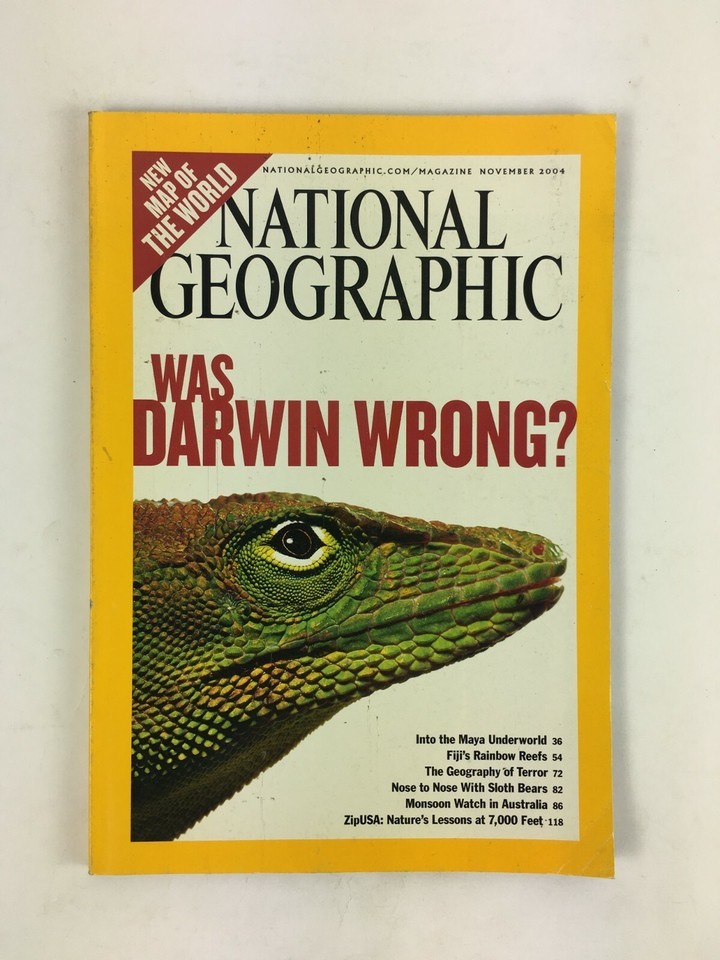 NEW
MAP OF
THE WORLD
NATIONALGEOGRAPHIC.COM/MAGAZINE NOVEMBER 2004
NATIONAL
GEOGRAPHIC
WAS
DARWIN WRONG?
Into the Maya Underworld 36
Fiji's Rainbow Reefs 54
The Geography of Terror 72
Nose to Nose With Sloth Bears 82
Monsoon Watch in Australia 86
ZipUSA: Nature's Lessons at 7,000 Feet 118